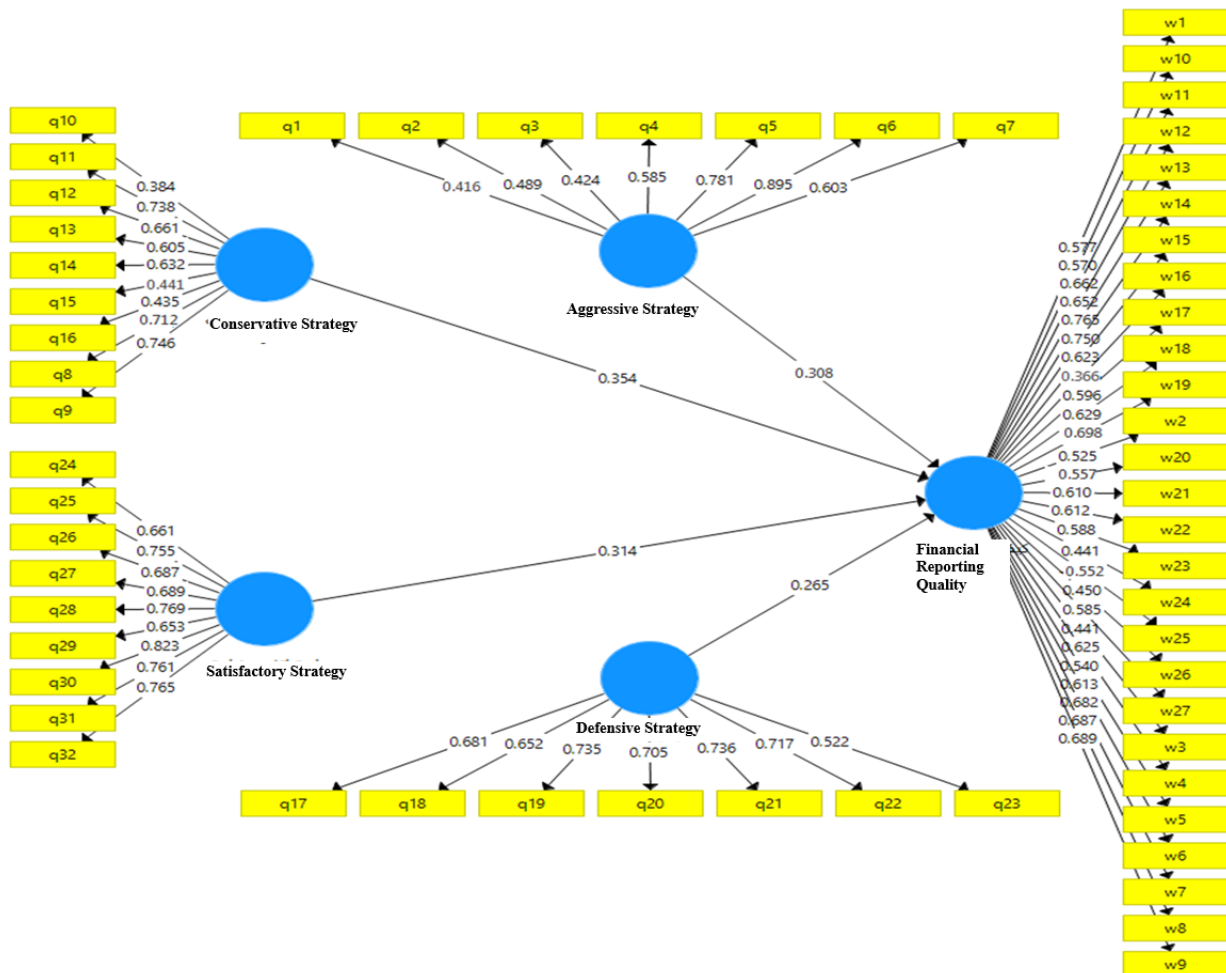 w1
w10
w11
w12
w13
w14
w15
w16
w17
w18
w19
w2
w20
w21
w22
w23
w24
w25
w26
w27
w3
w4
w5
w6
w7
w8
w9
q10
q11
q12
q13
q14
q15
q16
q8
q9
0.384
0.738
0.661
0.605
0.632
0.441
0.435
0.712
0.746
'Conservative Strategy
q1 q2 q3 q4 q5 q6 q7
0.416 0.489 0.424 0.585 0.781 0.895 0.603
Aggressive Strategy
0.354
0.308
q24
q25
q26
q27
q28
q29
q30
q31
q32
0.661
0.755
0.687
0.689
0.769
0.653
0.823
0.761
0.765
Satisfactory Strategy
0.314
0.265
Defensive Strategy
0.681 0.652 0.735 0.705 0.736 0.717 0.522
q17 q18 q19 q20 q21 q22 q23
Financial
Reporting
Quality
0.577
0.570
0.662
0.652
0.765
0.750
0.623
0.366
0.596
0.629
0.698
0.525
0.557
0.610
0.612
0.588
0.441
0.552
0.450
0.585
0.441
0.625
0.540
0.613
0.682
0.687
0.689